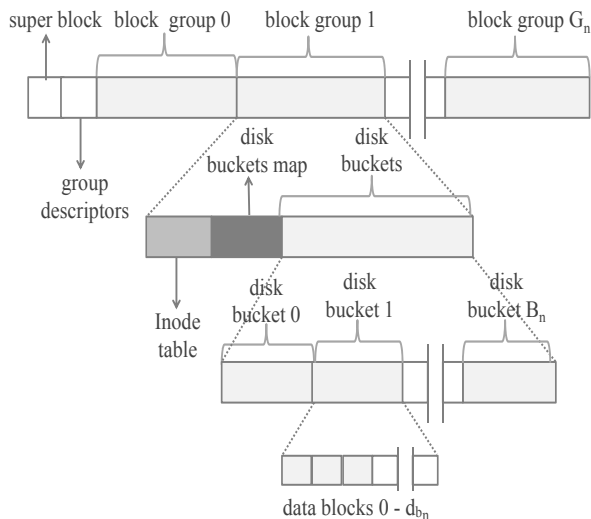 super block
block group 0
block group 1
block group Gn
group
descriptors
disk
buckets map
disk
buckets
Inode
table
disk
bucket 0
disk
bucket 1
disk
bucket Bn
data blocks 0 - dbn